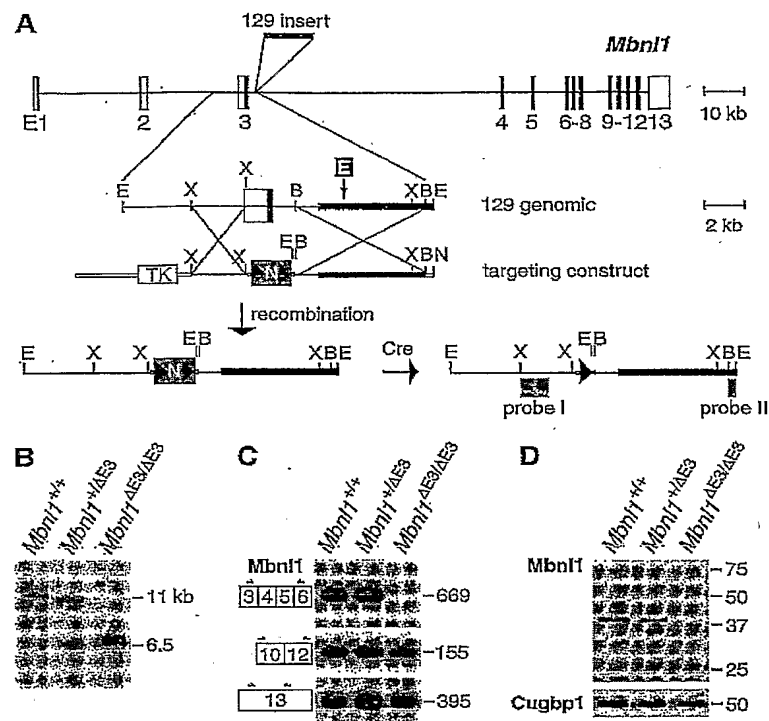 A
129 insert
Mbnl1
E1 2 3 4 5 6-8 9-12 13 10 kb
X E
E X B XBE 129 genomic
2 kb
EB
X X XBN
TK N targeting construct
recombination
E X X EB XBE Cre E X X EB XBE
N
probe I probe II
B
Mbnl1+/+
Mbnl1+/ΔE3
Mbnl1ΔE3/ΔE3
11 kb
6.5
C
Mbnl1+/+
Mbnl1+/ΔE3
Mbnl1ΔE3/ΔE3
Mbnl1
3 4 5 6 669
10 12 155
13 395
D
Mbnl1+/+
Mbnl1+/ΔE3
Mbnl1ΔE3/ΔE3
Mbnl1
75
50
37
25
Cugbp1 50